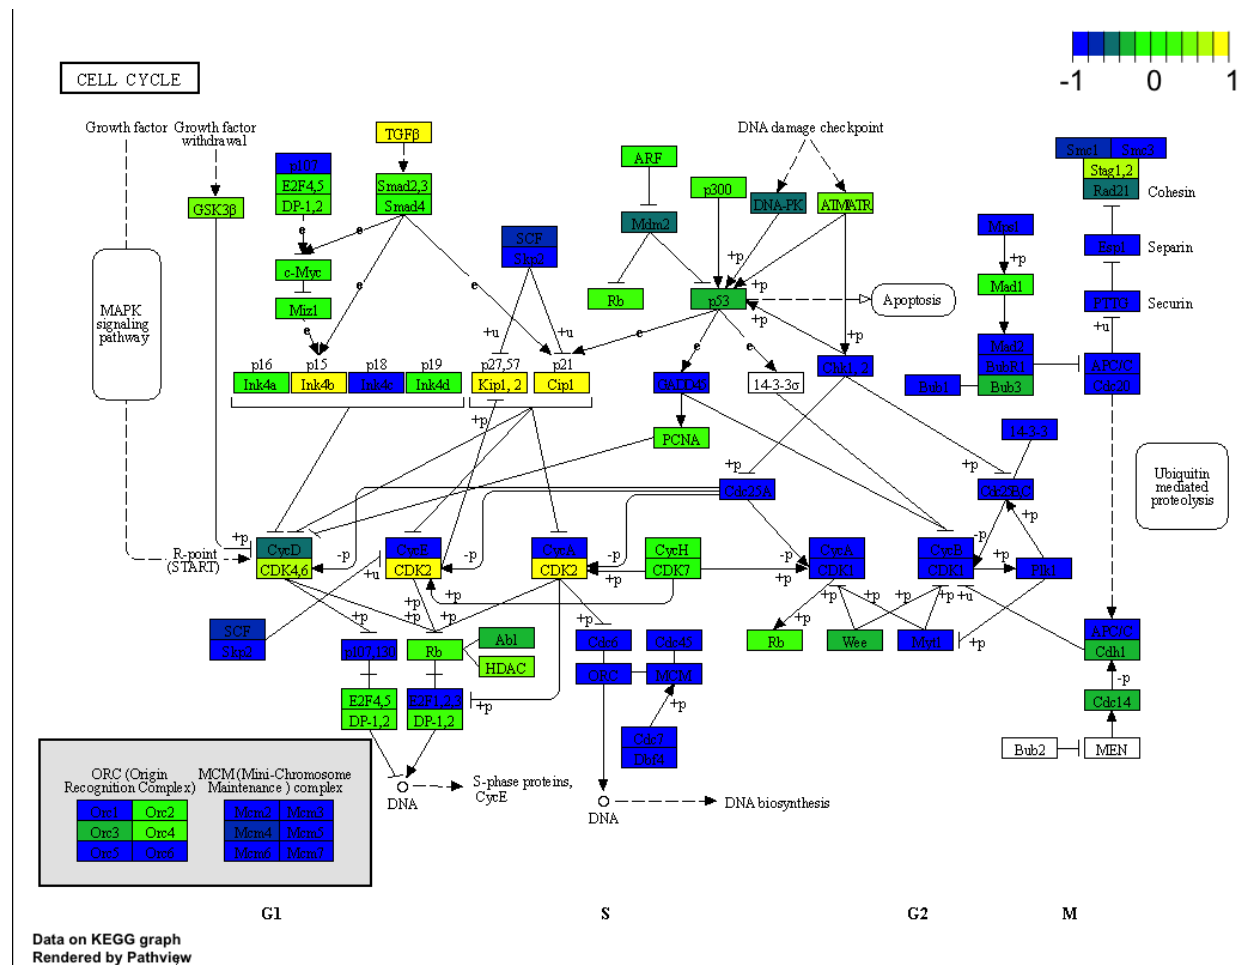 -1 0 1
CELL CYCLE
Growth factor
Growth factor
withdrawal
TGFβ
DNA damage checkpoint
p107
E2F4,5
DP-1,2
Smad2,3
Smad4
ARF
p300
DNA-PK
ATM/ATR
Smc1
Smc3
Stag1,2
Rad21
Cohesin
GSK3β
Mdm2
SCF
Skp2
Mps1
Esp1
Separin
e
e
+p
+p
+p
c-Myc
Miz1
Rb
p53
Apoptosis
Mad1
PTTG
Securin
MAPK
signaling
pathway
e
e
e
+u
+u
e
e
e
+p
+p
+u
p16
Ink4a
p15
Ink4b
p18
Ink4c
p19
Ink4d
p27,57
Kip1, 2
p21
Cip1
GADD45
14-3-3σ
Chk1, 2
Mad2
BubR1
Bub3
Bub1
APC/C
Cdc20
+p
PCNA
14-3-3
Ubiquitin
mediated
proteolysis
+p
+p
Cdc25A
Cdc25B,C
R-point
(START)
+p
CycD
CDK4,6
-p
CycE
CDK2
-p
CycA
CDK2
-p
+p
CycH
CDK7
-p
+p
CycA
CDK1
CycB
CDK1
-p
+p
+p
Plk1
+u
+p
+p
+p
+p
+p
+p
+p
+p
+u
+p
SCF
Skp2
p107,130
Rb
Abl
HDAC
Cdc6
Cdc45
ORC
MCM
Rb
Wee
Myt1
APC/C
Cdh1
-p
Cdc14
E2F4,5
DP-1,2
E2F1,2,3
DP-1,2
+p
+p
Cdc7
Dbf4
Bub2
MEN
DNA
S-phase proteins,
CycE
DNA
DNA biosynthesis
ORC (Origin
Recognition Complex)
MCM (Mini-Chromosome
Maintenance ) complex
Orc1 Orc2
Orc3 Orc4
Orc5 Orc6
Mcm2 Mcm3
Mcm4 Mcm5
Mcm6 Mcm7
G1 S G2 M
Data on KEGG graph
Rendered by Pathview